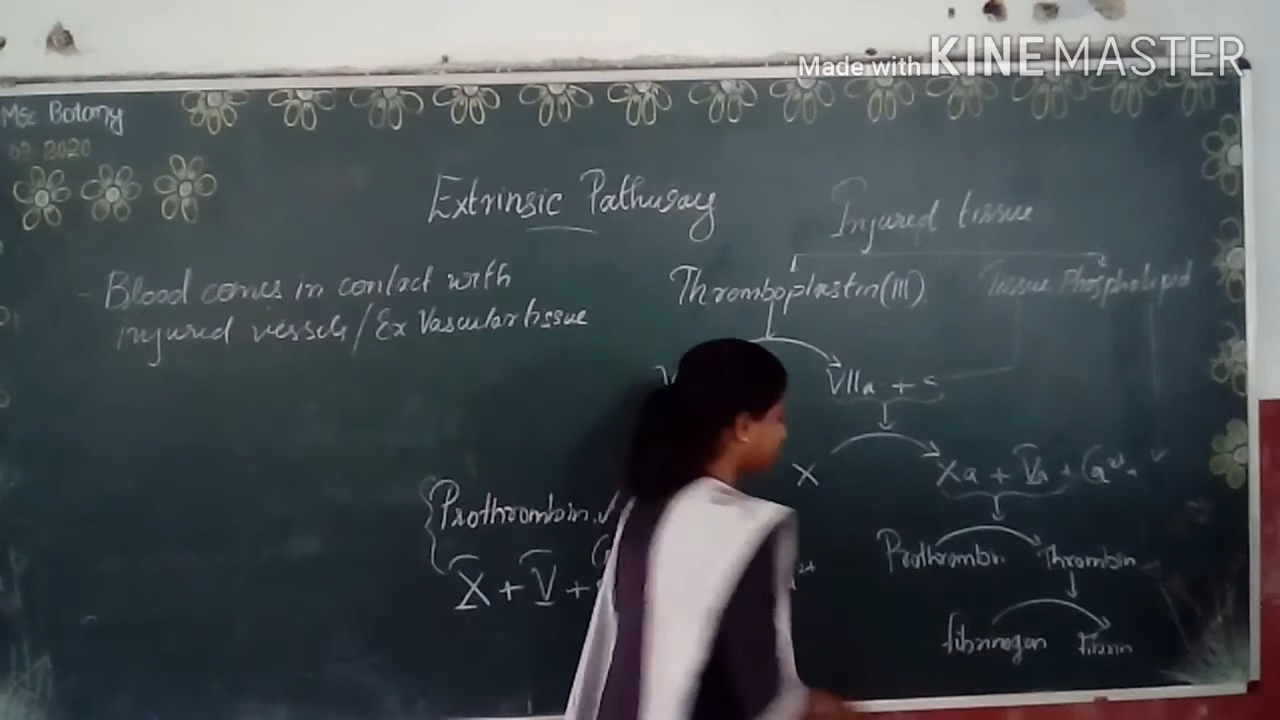 Made with KINEMASTER
MSc Botany
2020
Extrinsic Pathway
Injured tissue
Blood comes in contact with
injured vessels / Ex Vascular tissue
Thromboplastin (III)
Tissue Phospholipid
VIIa +
X
Xa + Va +
Prothrombin
X + V +
Prothrombin Thrombin
fibrinogen Fibrin